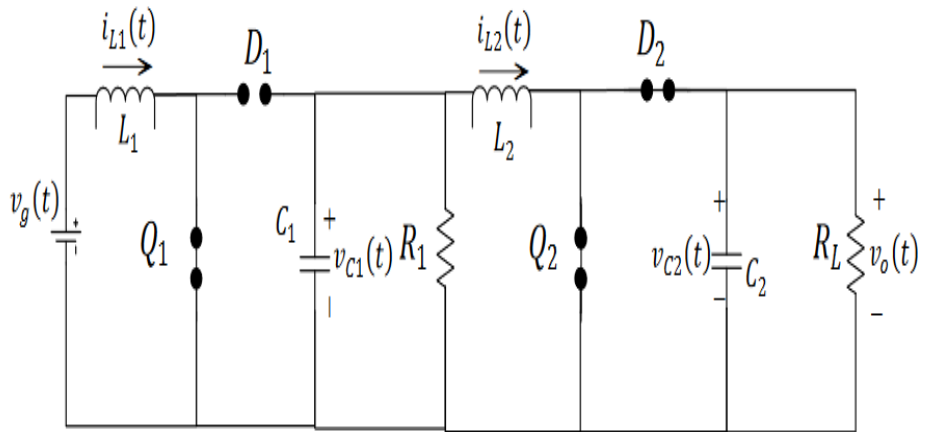 i_{L1}(t)
D_1
i_{L2}(t)
D_2
L_1
L_2
v_g(t)
+
-
Q_1
C_1
+
v_{C1}(t)
−
R_1
Q_2
+
v_{C2}(t)
−
C_2
R_L
+
v_o(t)
−